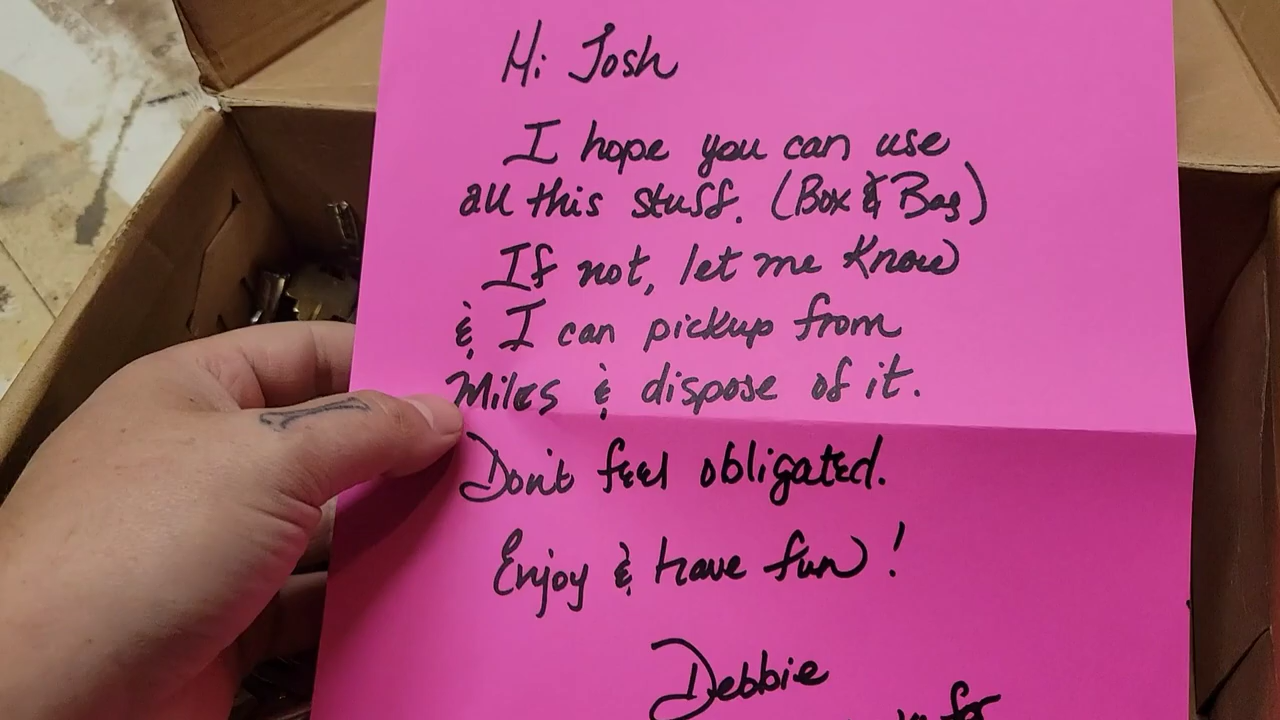 Hi Josh
I hope you can use
all this stuff. (Box & Bag)
If not, let me know
& I can pickup from
Miles & dispose of it.
Don't feel obligated.
Enjoy & have fun!
Debbie
for